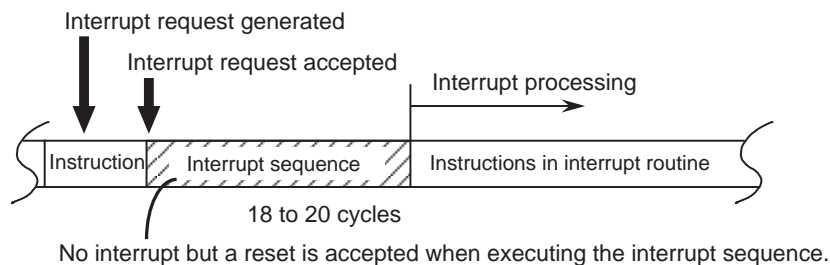 Interrupt request generated
Interrupt request accepted
Interrupt processing
Instruction
Interrupt sequence
Instructions in interrupt routine
18 to 20 cycles
No interrupt but a reset is accepted when executing the interrupt sequence.